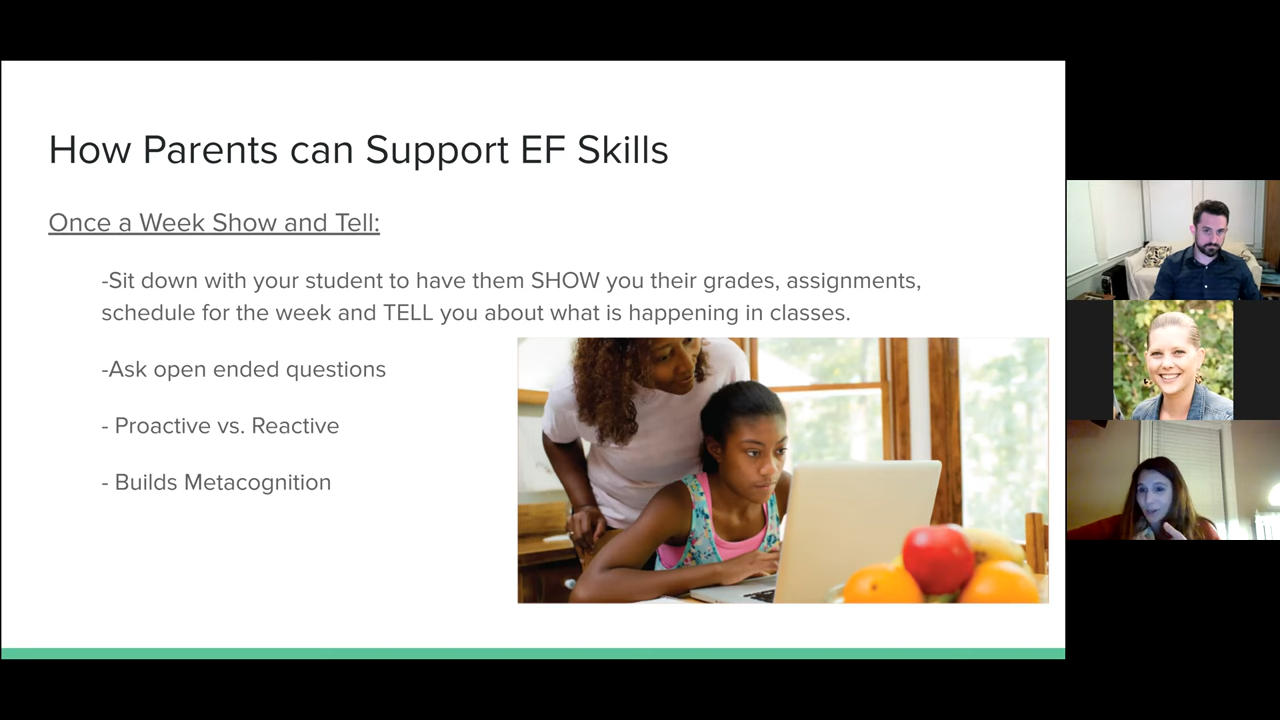 How Parents can Support EF Skills
Once a Week Show and Tell:
-Sit down with your student to have them SHOW you their grades, assignments,
schedule for the week and TELL you about what is happening in classes.
-Ask open ended questions
- Proactive vs. Reactive
- Builds Metacognition